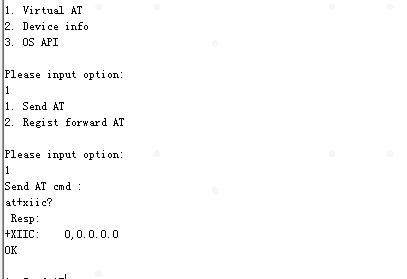 1. Virtual AT
2. Device info
3. OS API
Please input option:
1
1. Send AT
2. Regist forward AT
Please input option:
1
Send AT cmd :
at+xiic?
Resp:
+XIIC:    0,0.0.0.0
OK